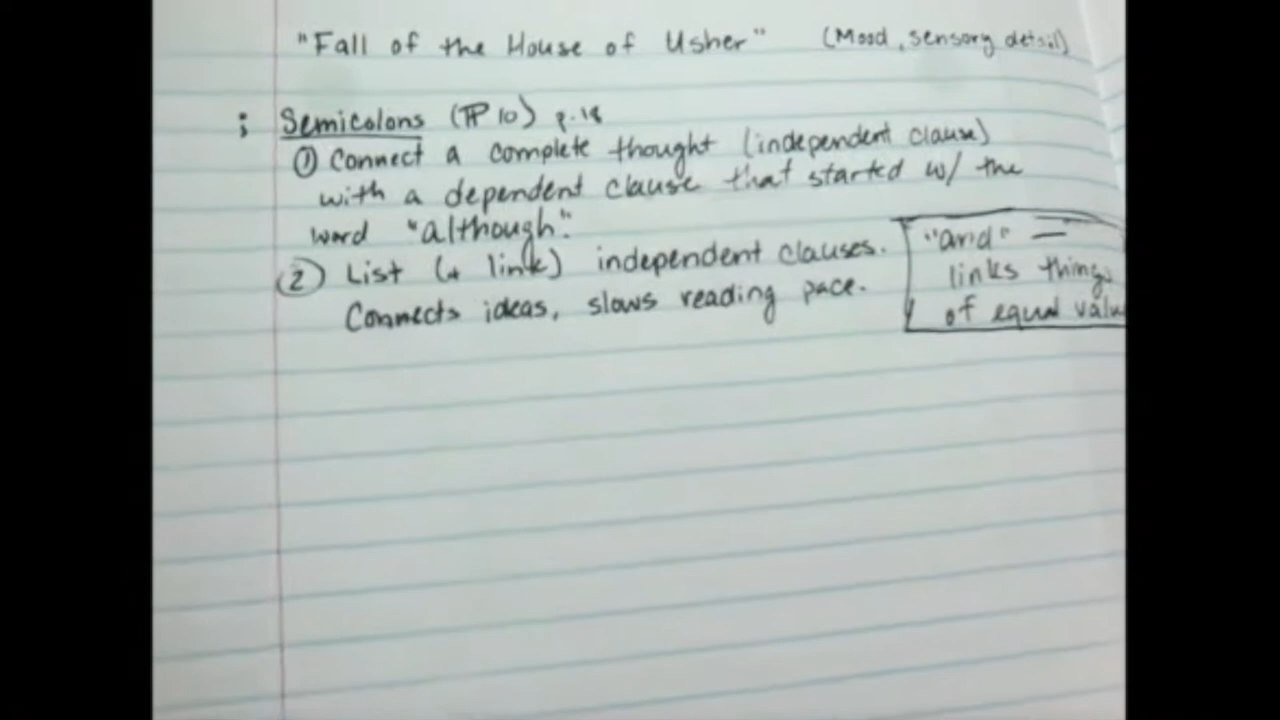 "Fall of the House of Usher" (Mood, sensory detail)
; Semicolons (¶ 10) p. 18
① Connect a complete thought (independent clause)
with a dependent clause that started w/ the
word "although".
② List (+ link) independent clauses.
Connects ideas, slows reading pace.
"and" =
links things
of equal valu